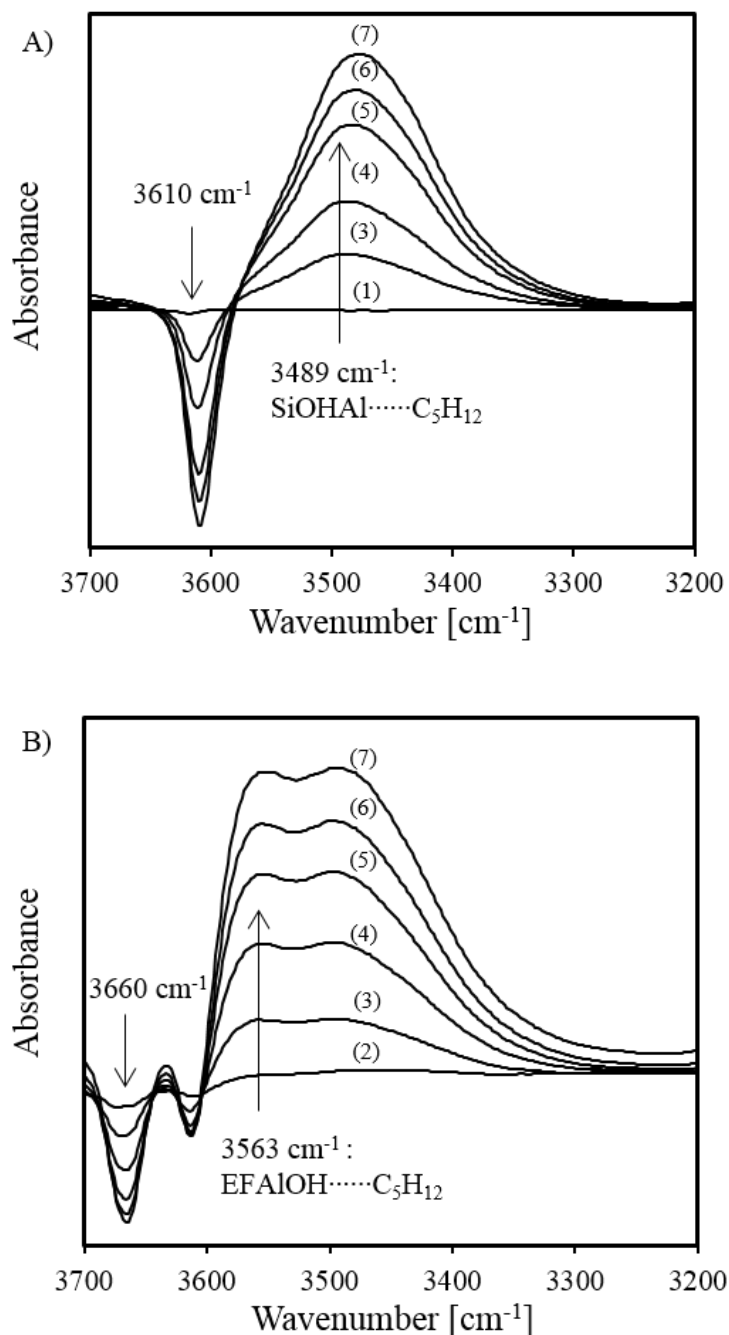 A)
(7)
(6)
(5)
(4)
(3)
(1)
3610 cm⁻¹
3489 cm⁻¹:
SiOHAl······C₅H₁₂
Absorbance
3700 3600 3500 3400 3300 3200
Wavenumber [cm⁻¹]
B)
(7)
(6)
(5)
(4)
(3)
(2)
3660 cm⁻¹
3563 cm⁻¹ :
EFAlOH······C₅H₁₂
Absorbance
3700 3600 3500 3400 3300 3200
Wavenumber [cm⁻¹]